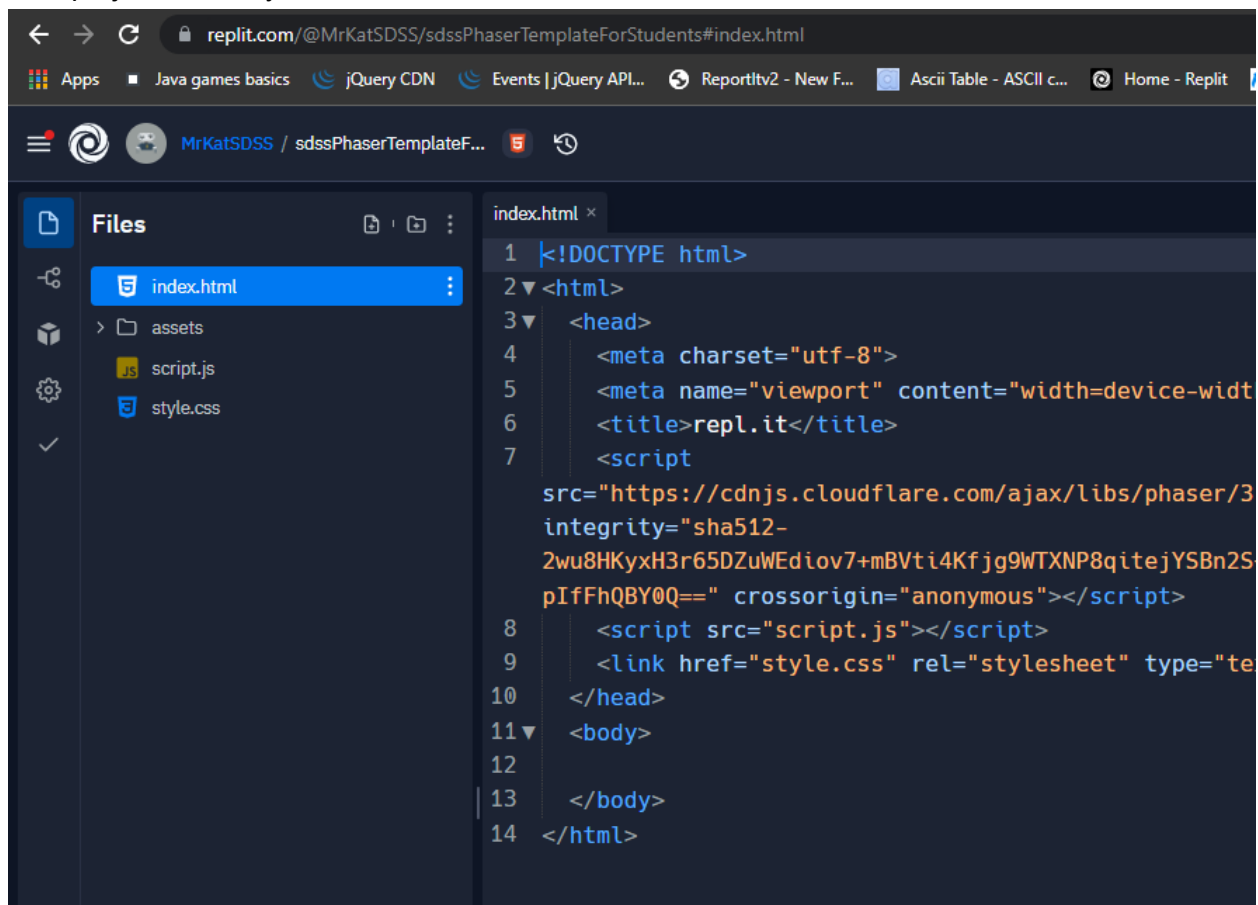 replit.com/@MrKatSDSS/sdssPhaserTemplateForStudents#index.html
Apps Java games basics jQuery CDN Events | jQuery API... ReportItv2 - New F... Ascii Table - ASCII c... Home - Replit
MrKatSDSS / sdssPhaserTemplateF...
Files
index.html
assets
JS script.js
style.css
index.html ×
1 <!DOCTYPE html>
2 <html>
3 <head>
4 <meta charset="utf-8">
5 <meta name="viewport" content="width=device-widt
6 <title>repl.it</title>
7 <script
src="https://cdnjs.cloudflare.com/ajax/libs/phaser/3
integrity="sha512-
2wu8HKyxH3r65DZuWEdiov7+mBVti4Kfjg9WTXNP8qitejYSBn2S
pIfFhQBY0Q==" crossorigin="anonymous"></script>
8 <script src="script.js"></script>
9 <link href="style.css" rel="stylesheet" type="te
10 </head>
11 <body>
12
13 </body>
14 </html>